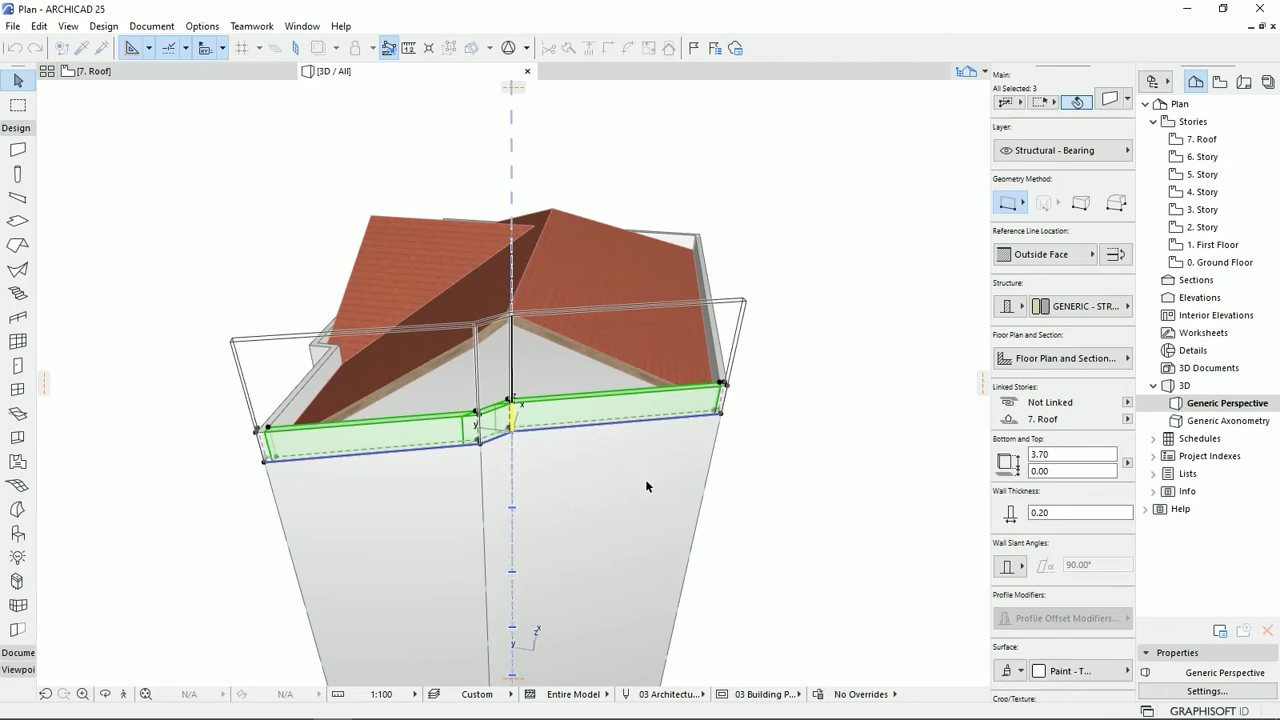 Plan - ARCHICAD 25
File Edit View Design Document Options Teamwork Window Help
[7. Roof]
[3D / All]
Design
Docume
Viewpoi
Main:
All Selected: 3
Layer:
Structural - Bearing
Geometry Method:
Reference Line Location:
Outside Face
Structure:
GENERIC - STR...
Floor Plan and Section:
Floor Plan and Section...
Linked Stories:
Not Linked
7. Roof
Bottom and Top:
3.70
0.00
Wall Thickness:
0.20
Wall Slant Angles:
90.00°
Profile Modifiers:
Profile Offset Modifiers...
Surface:
Paint - T...
Crop/Texture:
Plan
Stories
7. Roof
6. Story
5. Story
4. Story
3. Story
2. Story
1. First Floor
0. Ground Floor
Sections
Elevations
Interior Elevations
Worksheets
Details
3D Documents
3D
Generic Perspective
Generic Axonometry
Schedules
Project Indexes
Lists
Info
Help
Properties
Generic Perspective
Settings...
GRAPHISOFT ID
x
y
x
z
y
N/A
N/A
1:100
Custom
Entire Model
03 Architectu...
03 Building P...
No Overrides